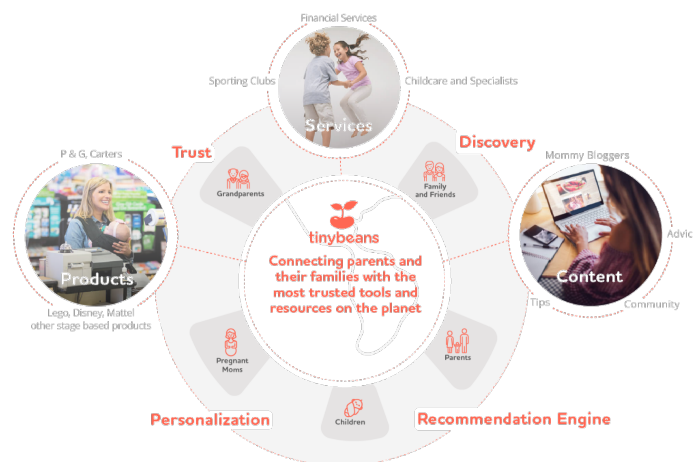 Financial Services
Sporting Clubs
Childcare and Specialists
Services
Trust
Discovery
P & G, Carters
Mommy Bloggers
Grandparents
Family
and Friends
tinybeans
Connecting parents and
their families with the
most trusted tools and
resources on the planet
Products
Content
Advic
Tips
Community
Lego, Disney, Mattel
other stage based products
Pregnant
Moms
Parents
Children
Personalization
Recommendation Engine